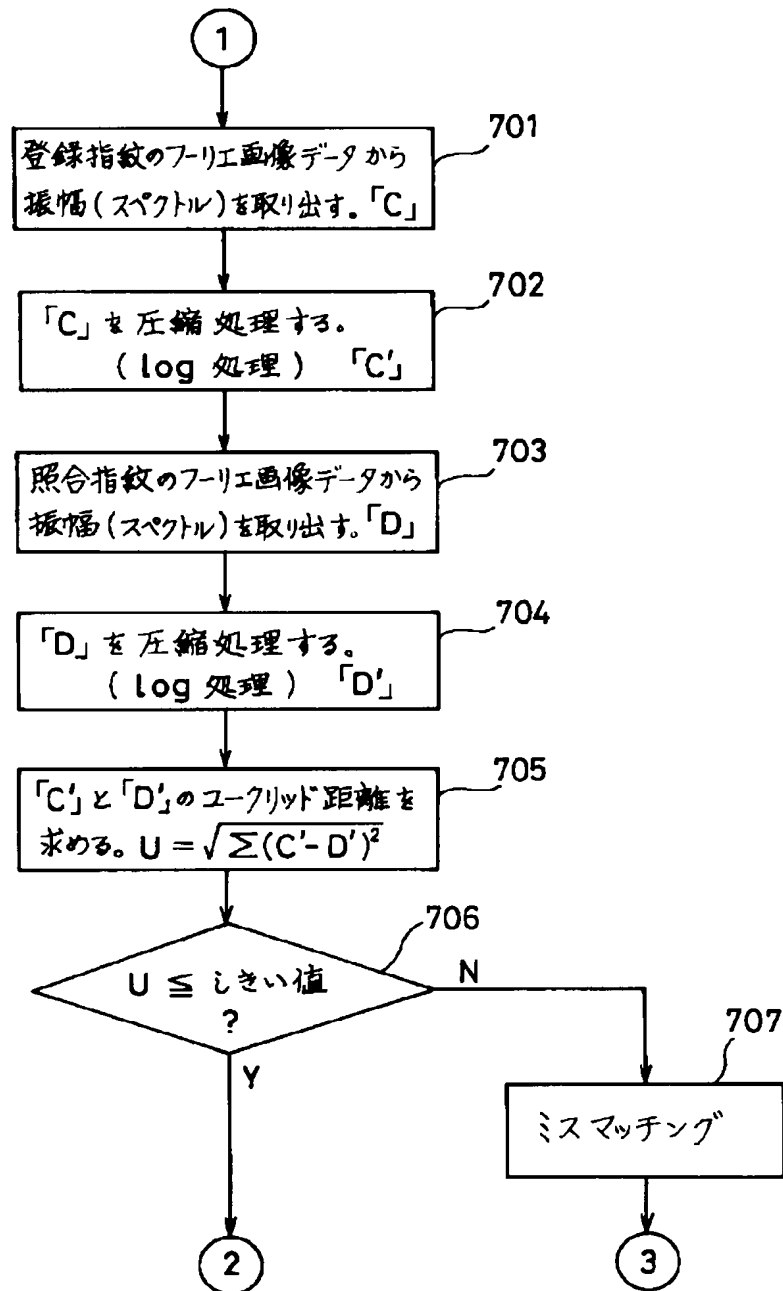 1
701
登録指紋のフーリエ画像データから
振幅(スペクトル)を取り出す。「C」
702
「C」を圧縮処理する。
(log 処理) 「C'」
703
照合指紋のフーリエ画像データから
振幅(スペクトル)を取り出す。「D」
704
「D」を圧縮処理する。
(log 処理) 「D'」
705
「C'」と「D'」のユークリッド距離を
求める。U = √Σ(C'-D')²
706
U ≦ しきい値
?
N
Y
707
ミスマッチング
2
3